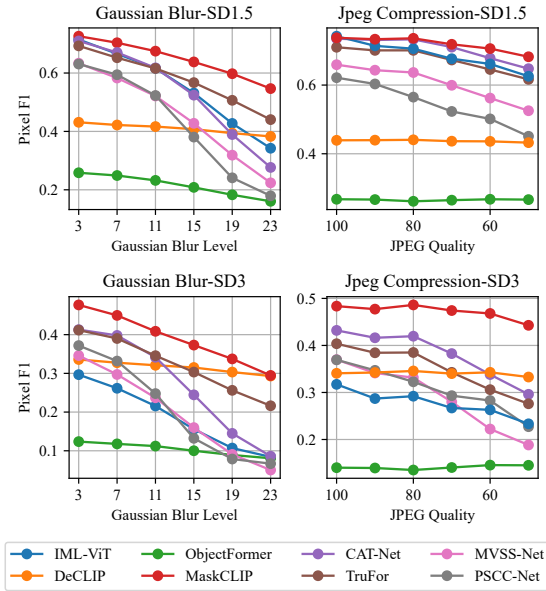 Gaussian Blur-SD1.5
Pixel F1
0.6
0.4
0.2
3 7 11 15 19 23
Gaussian Blur Level
Jpeg Compression-SD1.5
0.6
0.4
100 80 60
JPEG Quality
Gaussian Blur-SD3
Pixel F1
0.4
0.3
0.2
0.1
3 7 11 15 19 23
Gaussian Blur Level
Jpeg Compression-SD3
0.5
0.4
0.3
0.2
100 80 60
JPEG Quality
IML-ViT ObjectFormer CAT-Net MVSS-Net
DeCLIP MaskCLIP TruFor PSCC-Net